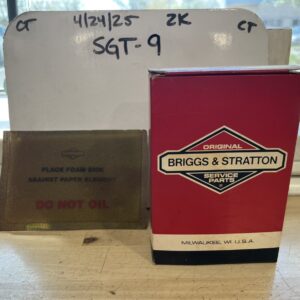 CT 4/24/25 ZK CT
SGT-9
PLACE FOAM SIDE
AGAINST PAPER ELEMENT
DO NOT OIL
ORIGINAL
BRIGGS & STRATTON
SERVICE
PARTS
MILWAUKEE, WI U.S.A.